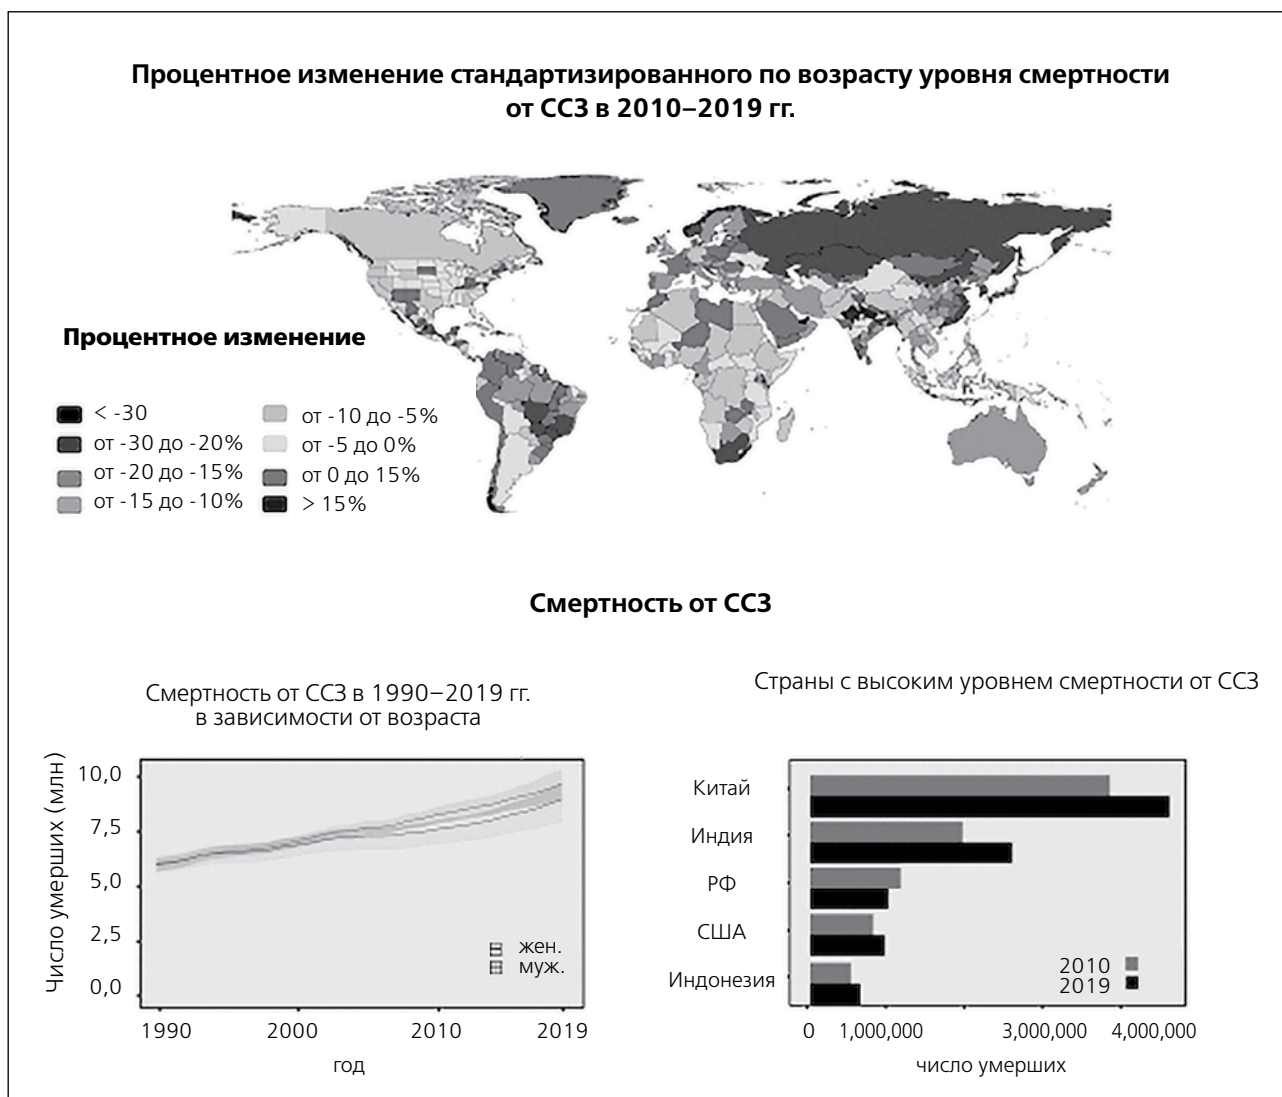 Процентное изменение стандартизированного по возрасту уровня смертности
от ССЗ в 2010–2019 гг.
Процентное изменение
< -30
от -30 до -20%
от -20 до -15%
от -15 до -10%
от -10 до -5%
от -5 до 0%
от 0 до 15%
> 15%
Смертность от ССЗ
Смертность от ССЗ в 1990–2019 гг.
в зависимости от возраста
Число умерших (млн)
10,0
7,5
5,0
2,5
0,0
жен.
муж.
1990
2000
2010
2019
год
Страны с высоким уровнем смертности от ССЗ
Китай
Индия
РФ
США
Индонезия
2010
2019
0
1,000,000
3,000,000
4,000,000
число умерших